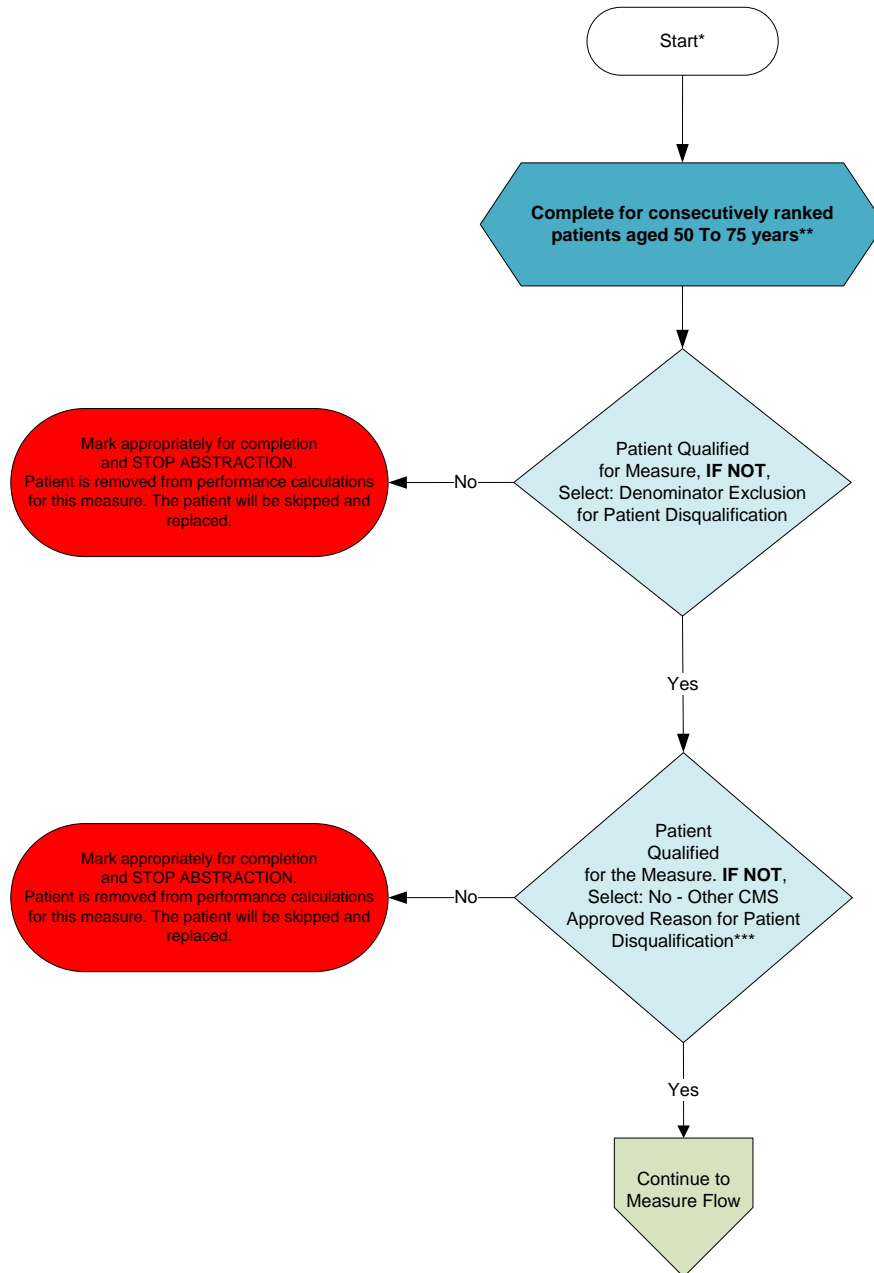 Start*
Complete for consecutively ranked
patients aged 50 To 75 years**
Patient Qualified
for Measure, IF NOT,
Select: Denominator Exclusion
for Patient Disqualification
No
Mark appropriately for completion
and STOP ABSTRACTION.
Patient is removed from performance calculations
for this measure. The patient will be skipped and
replaced.
Yes
Patient
Qualified
for the Measure. IF NOT,
Select: No - Other CMS
Approved Reason for Patient
Disqualification***
No
Mark appropriately for completion
and STOP ABSTRACTION.
Patient is removed from performance calculations
for this measure. The patient will be skipped and
replaced.
Yes
Continue to
Measure Flow